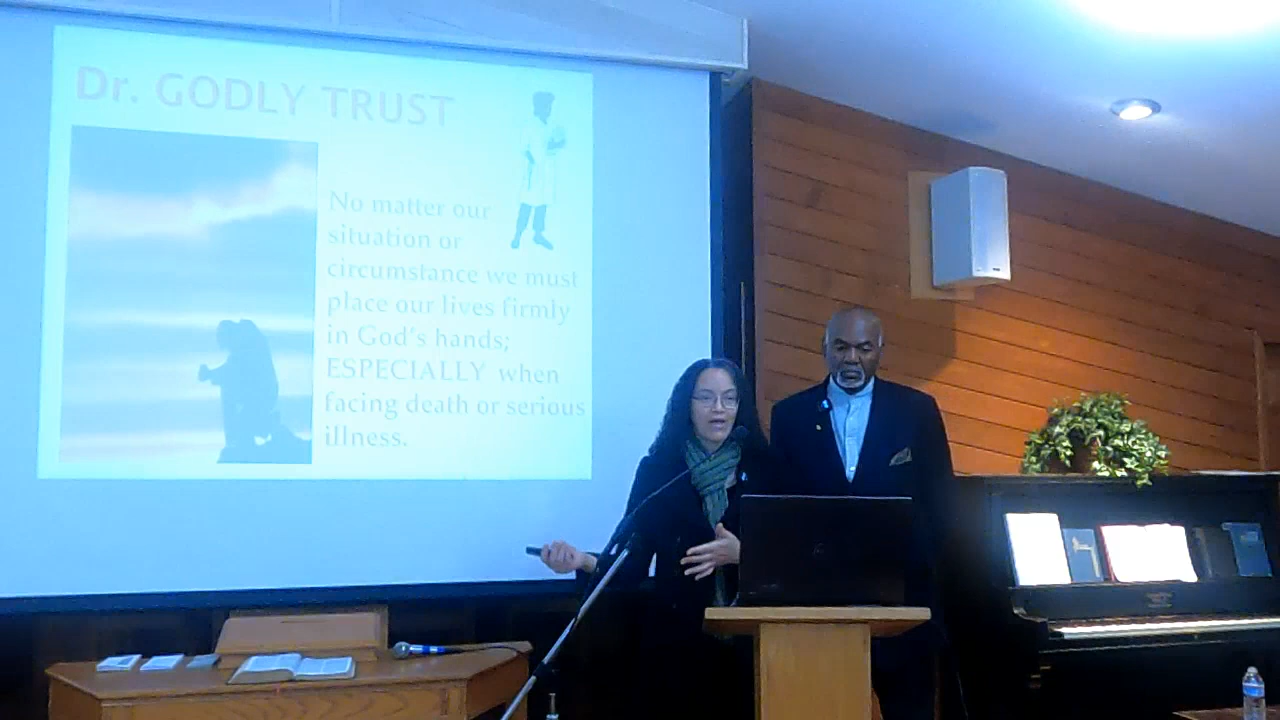 Dr. GODLY TRUST
No matter our
situation or
circumstance we must
place our lives firmly
in God's hands;
ESPECIALLY when
facing death or serious
illness.